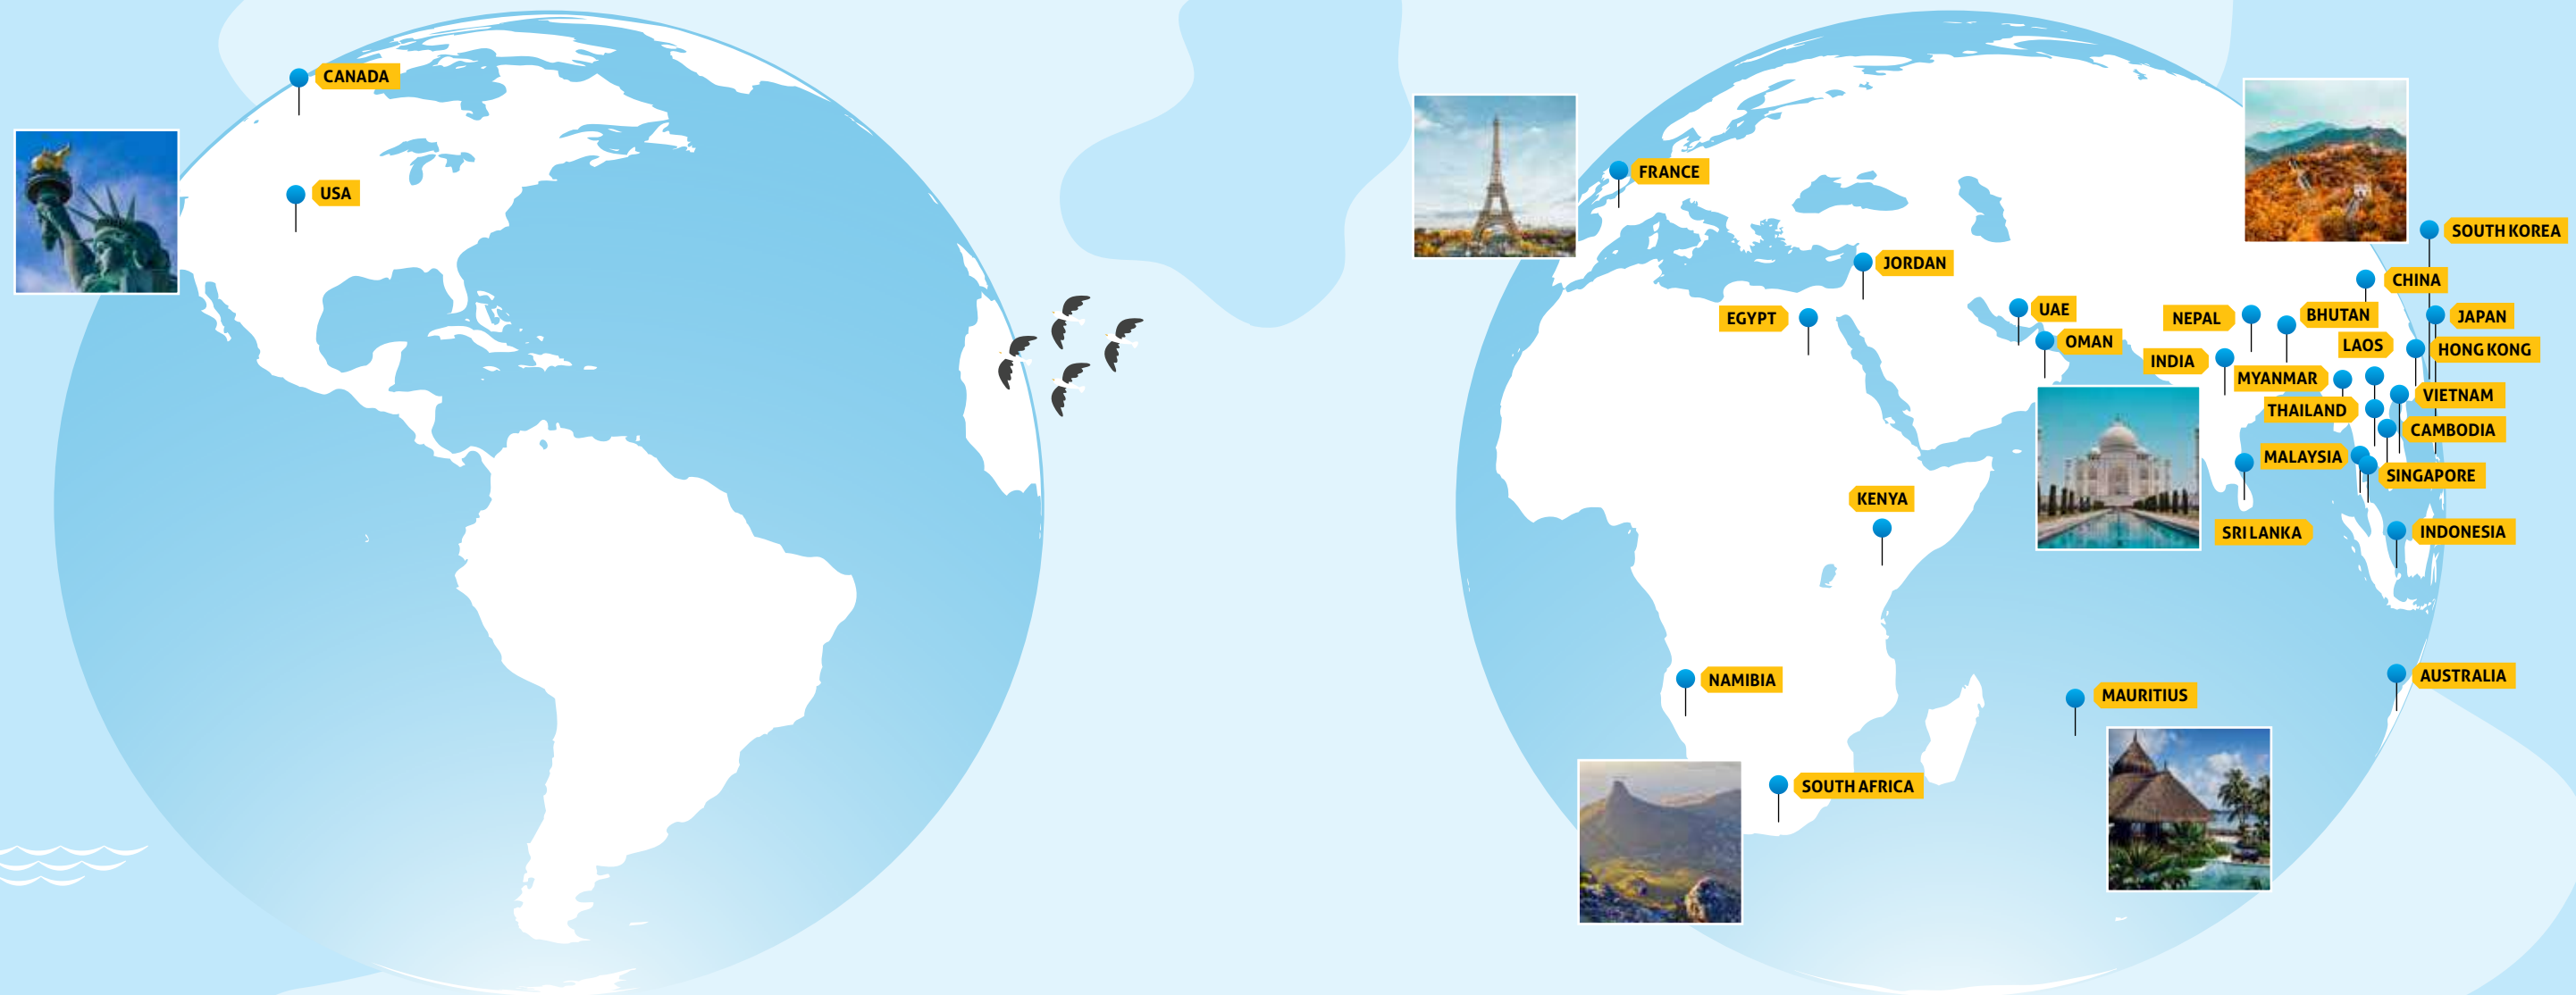 CANADA
USA
FRANCE
SOUTH KOREA
JORDAN
CHINA
UAE
EGYPT
NEPAL
BHUTAN
JAPAN
OMAN
LAOS
HONG KONG
INDIA
MYANMAR
VIETNAM
THAILAND
CAMBODIA
MALAYSIA
SINGAPORE
KENYA
SRI LANKA
INDONESIA
NAMIBIA
AUSTRALIA
MAURITIUS
SOUTH AFRICA